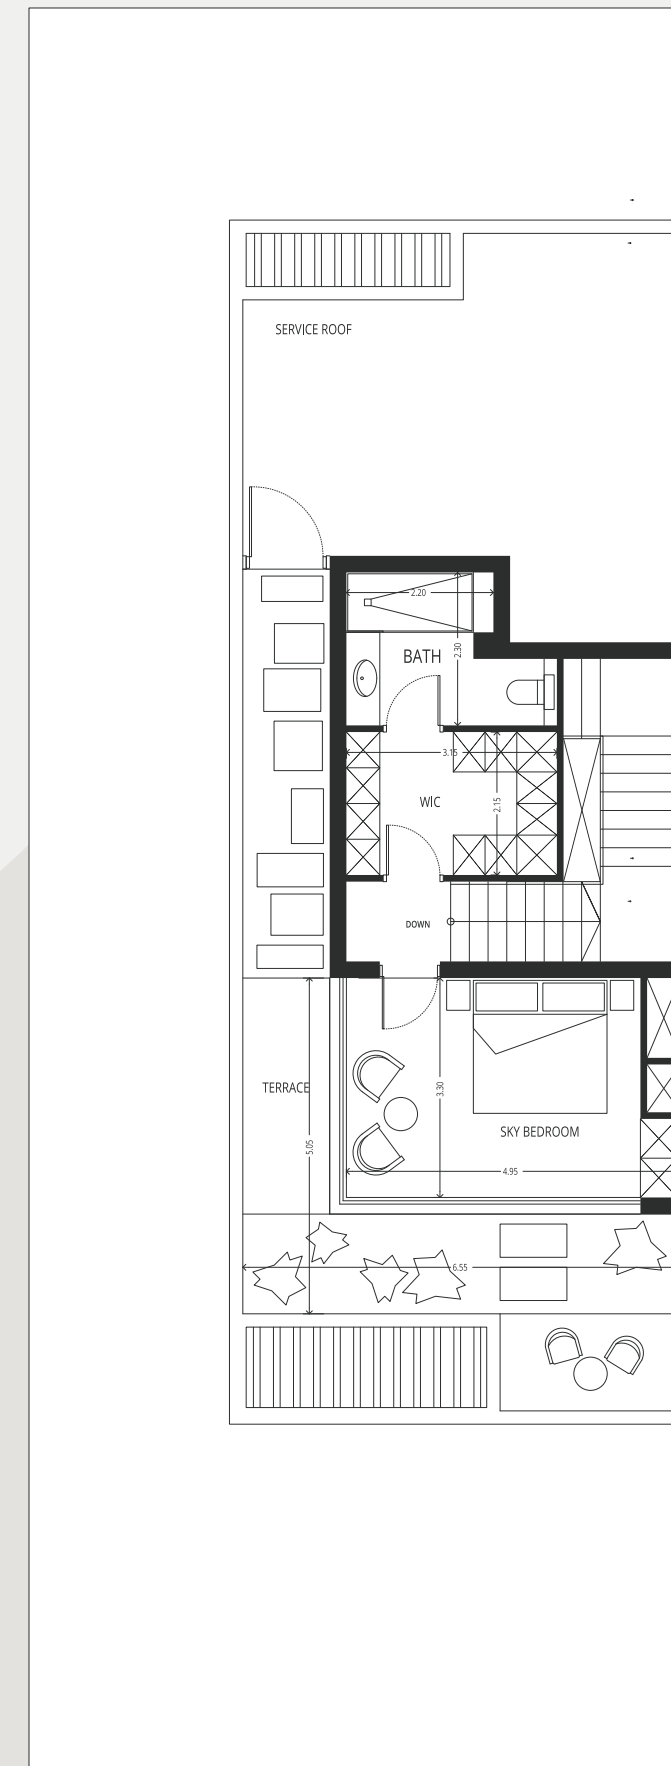 SERVICE ROOF
2.20
BATH
2.30
3.15
WIC
2.15
DOWN
TERRACE
3.30
SKY BEDROOM
5.05
4.95
6.55